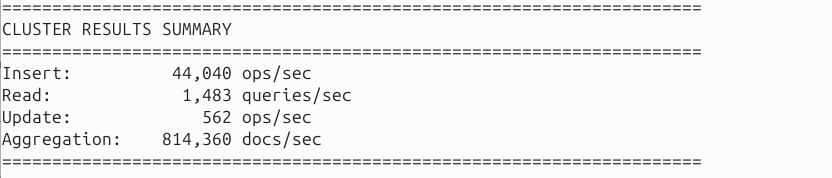 ======================================================================
CLUSTER RESULTS SUMMARY
======================================================================
Insert:          44,040 ops/sec
Read:             1,483 queries/sec
Update:             562 ops/sec
Aggregation:    814,360 docs/sec
======================================================================